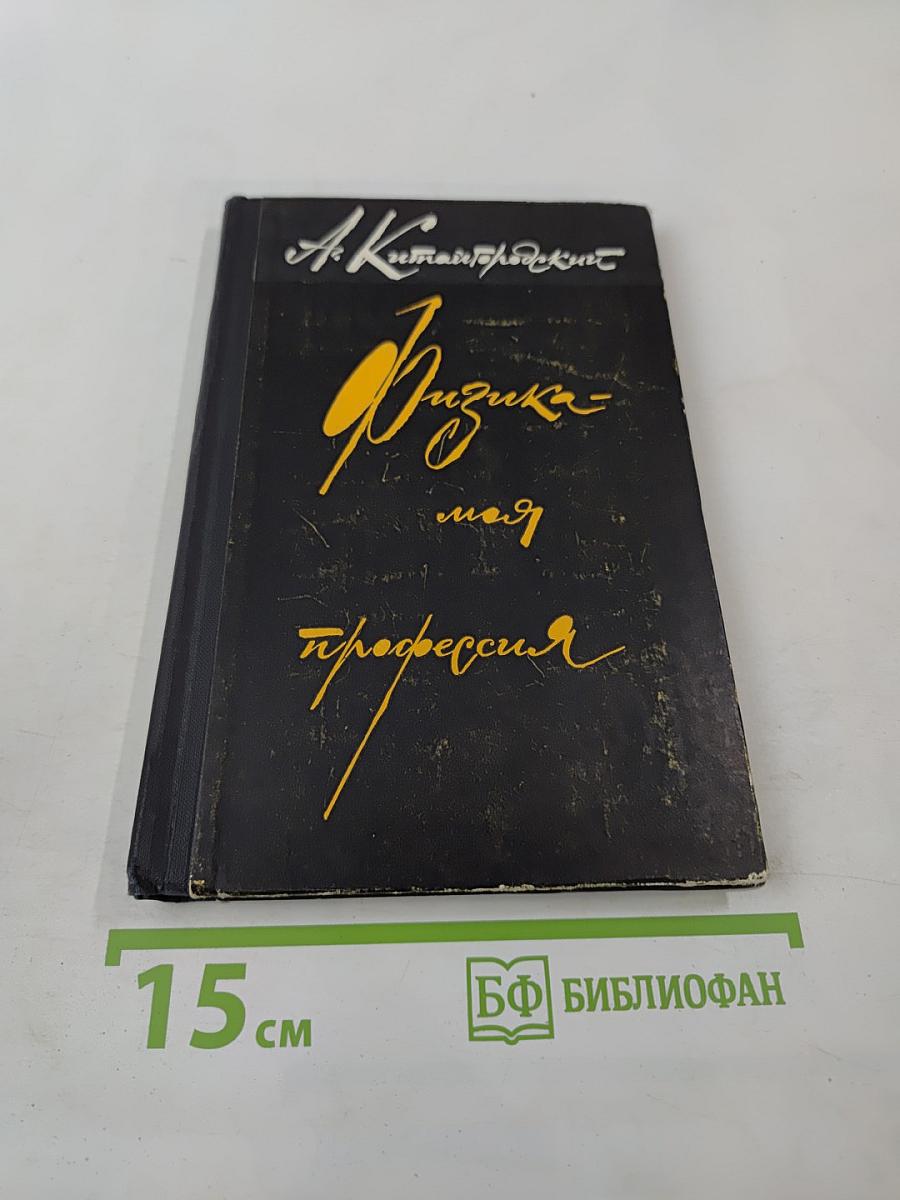 А. Китайгородский
Физика-
моя
профессия
15 см
БФ БИБЛИОФАН